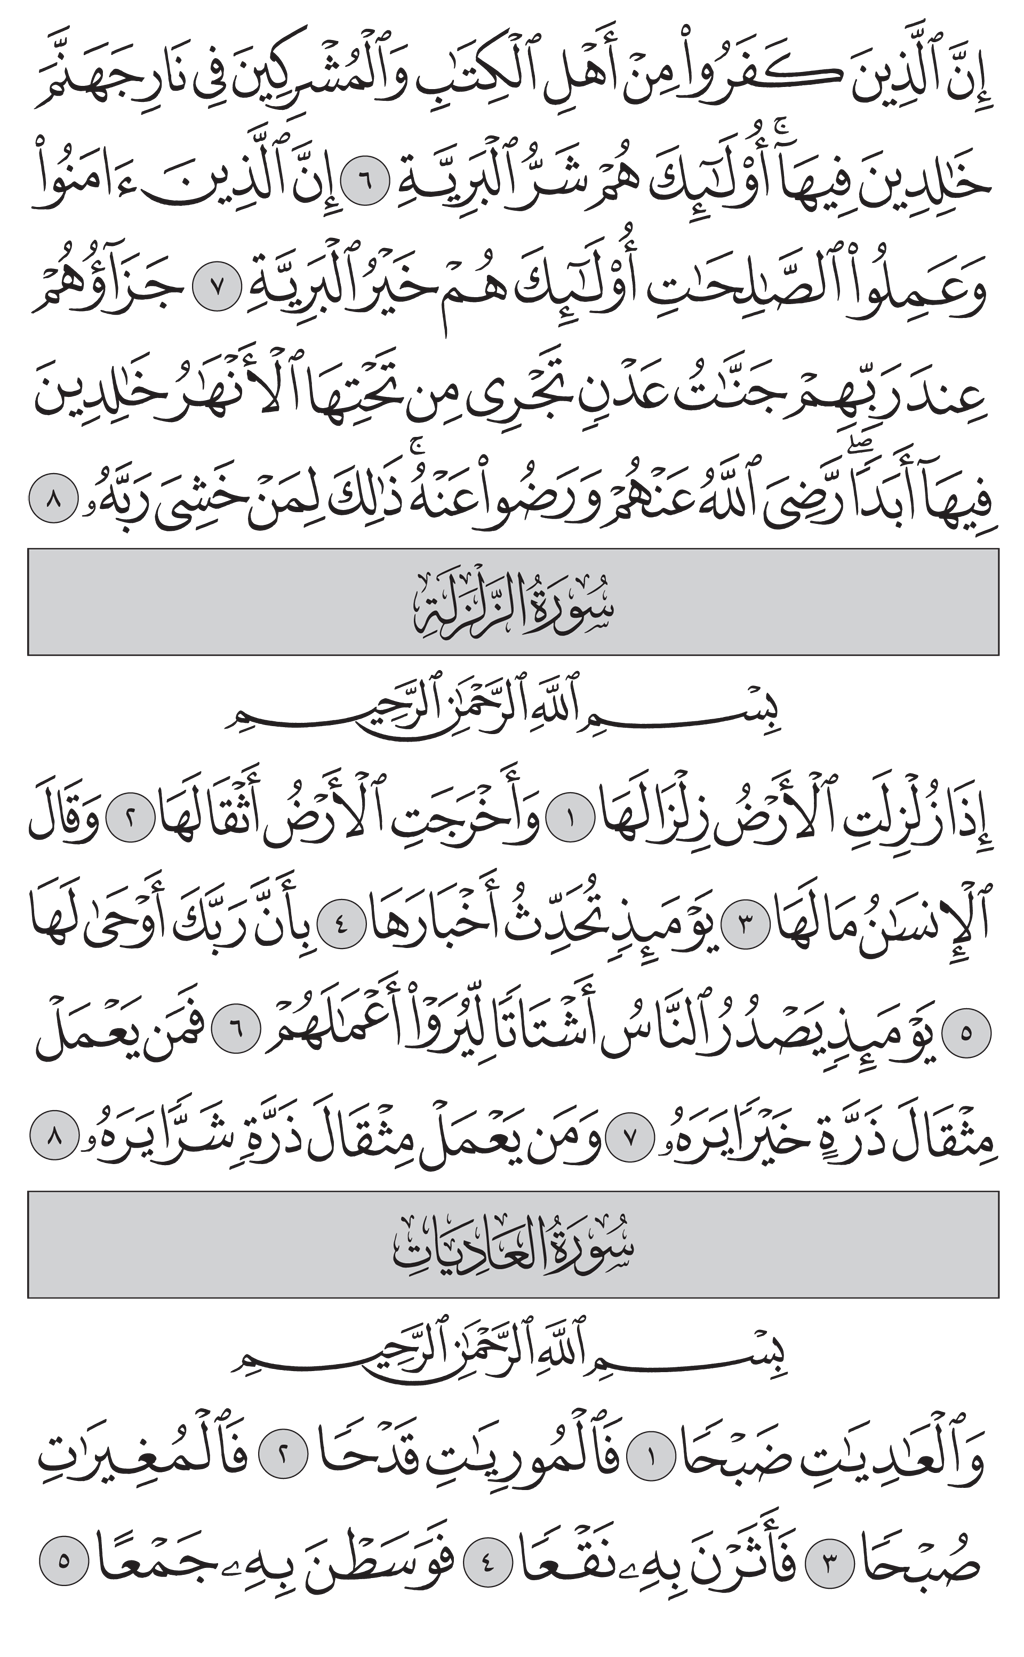 إِنَّ ٱلَّذِينَ كَفَرُوا۟ مِنْ أَهْلِ ٱلْكِتَـٰبِ وَٱلْمُشْرِكِينَ فِى نَارِ جَهَنَّمَ
خَـٰلِدِينَ فِيهَآ ۚ أُو۟لَـٰٓئِكَ هُمْ شَرُّ ٱلْبَرِيَّةِ ٦ إِنَّ ٱلَّذِينَ ءَامَنُوا۟
وَعَمِلُوا۟ ٱلصَّـٰلِحَـٰتِ أُو۟لَـٰٓئِكَ هُمْ خَيْرُ ٱلْبَرِيَّةِ ٧ جَزَآؤُهُمْ
عِندَ رَبِّهِمْ جَنَّـٰتُ عَدْنٍ تَجْرِى مِن تَحْتِهَا ٱلْأَنْهَـٰرُ خَـٰلِدِينَ
فِيهَآ أَبَدًا ۖ رَّضِىَ ٱللَّهُ عَنْهُمْ وَرَضُوا۟ عَنْهُ ۚ ذَٰلِكَ لِمَنْ خَشِىَ رَبَّهُۥ ٨
سُورَةُ الزَّلْزَلَةِ
بِسْمِ ٱللَّهِ ٱلرَّحْمَـٰنِ ٱلرَّحِيمِ
إِذَا زُلْزِلَتِ ٱلْأَرْضُ زِلْزَالَهَا ١ وَأَخْرَجَتِ ٱلْأَرْضُ أَثْقَالَهَا ٢ وَقَالَ
ٱلْإِنسَـٰنُ مَا لَهَا ٣ يَوْمَئِذٍ تُحَدِّثُ أَخْبَارَهَا ٤ بِأَنَّ رَبَّكَ أَوْحَىٰ لَهَا
٥ يَوْمَئِذٍ يَصْدُرُ ٱلنَّاسُ أَشْتَاتًا لِّيُرَوْا۟ أَعْمَـٰلَهُمْ ٦ فَمَن يَعْمَلْ
مِثْقَالَ ذَرَّةٍ خَيْرًا يَرَهُۥ ٧ وَمَن يَعْمَلْ مِثْقَالَ ذَرَّةٍ شَرًّا يَرَهُۥ ٨
سُورَةُ العَادِيَاتِ
بِسْمِ ٱللَّهِ ٱلرَّحْمَـٰنِ ٱلرَّحِيمِ
وَٱلْعَـٰدِيَـٰتِ ضَبْحًا ١ فَٱلْمُورِيَـٰتِ قَدْحًا ٢ فَٱلْمُغِيرَٰتِ
صُبْحًا ٣ فَأَثَرْنَ بِهِۦ نَقْعًا ٤ فَوَسَطْنَ بِهِۦ جَمْعًا ٥